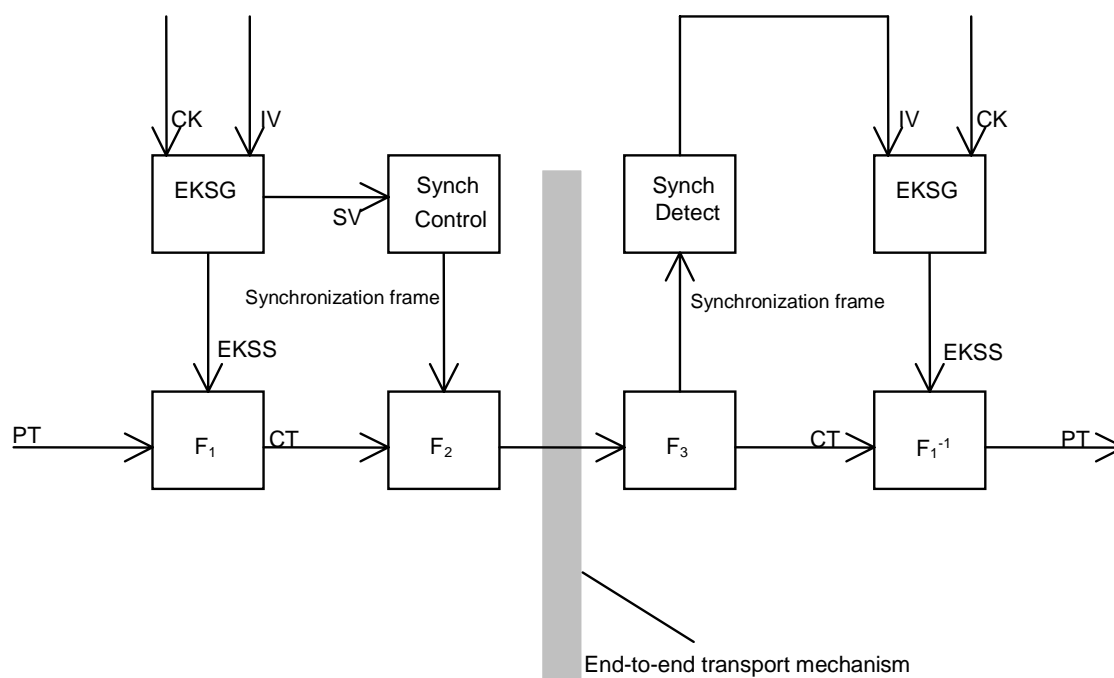 CK
IV
IV
CK
EKSG
SV
Synch
Control
Synch
Detect
EKSG
Synchronization frame
Synchronization frame
EKSS
EKSS
PT
F₁
CT
F₂
F₃
CT
F₁⁻¹
PT
End-to-end transport mechanism